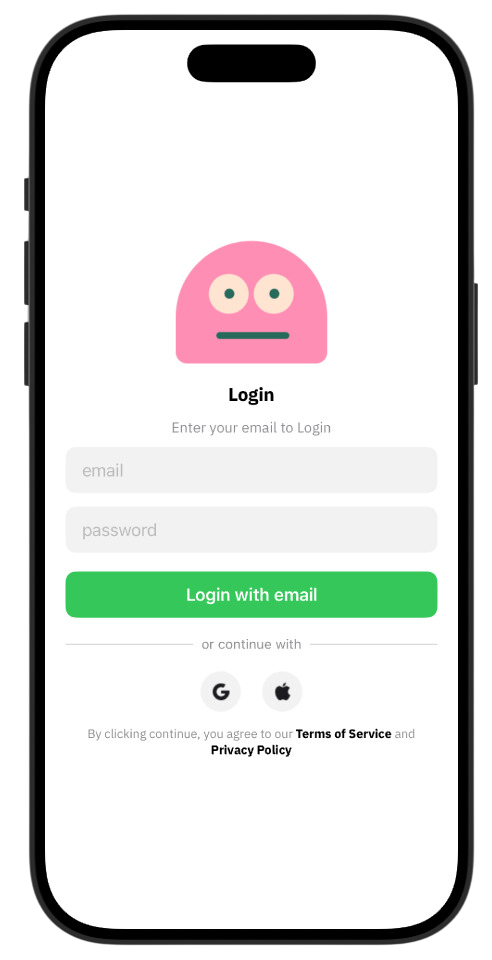 Login
Enter your email to Login
email
password
Login with email
or continue with
By clicking continue, you agree to our Terms of Service and
Privacy Policy